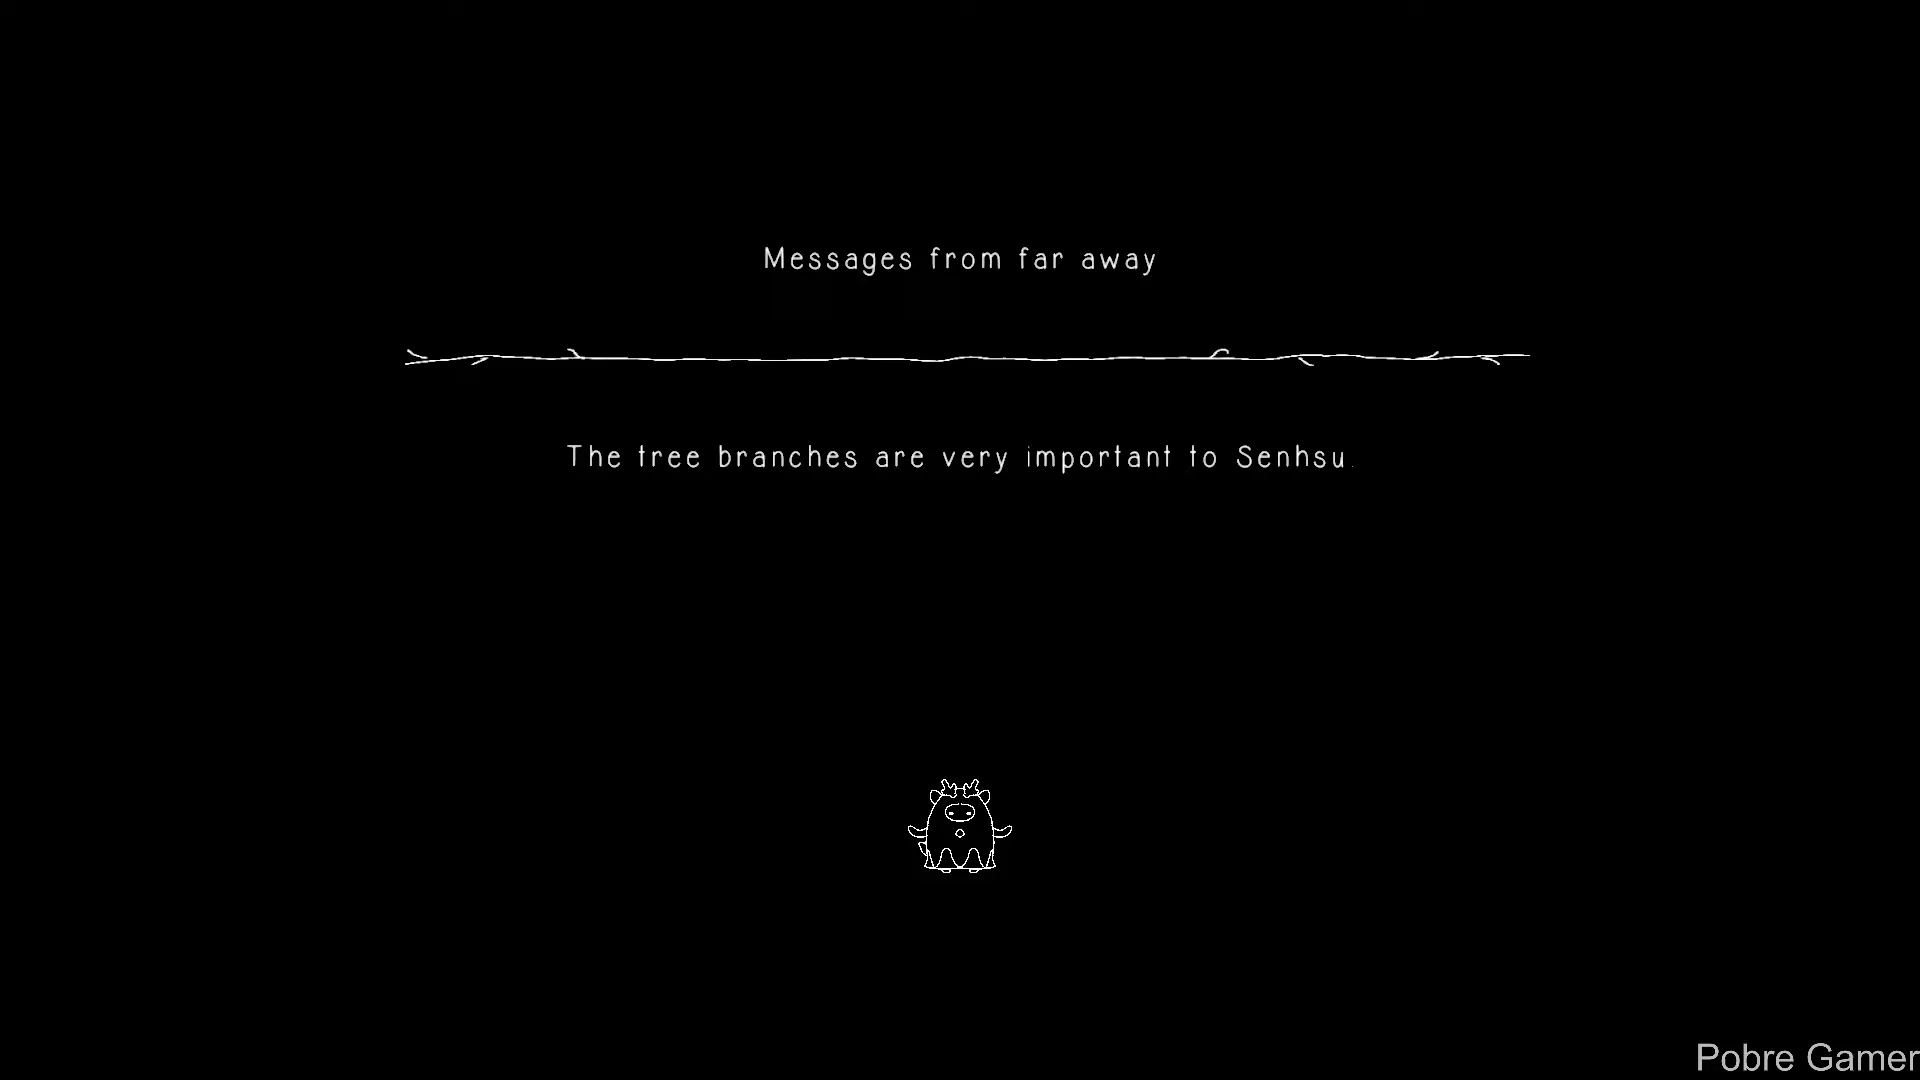 Messages from far away
The tree branches are very important to Senhsu.
Pobre Gamer